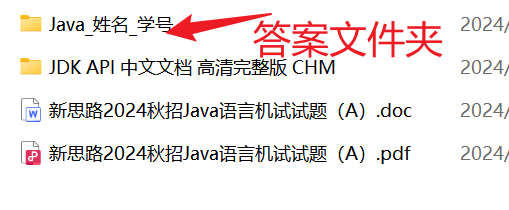 Java_姓名_学号 2024/
答案文件夹
JDK API 中文文档 高清完整版 CHM 2024/
新思路2024秋招Java语言机试试题（A）.doc 2024/
新思路2024秋招Java语言机试试题（A）.pdf 2024/